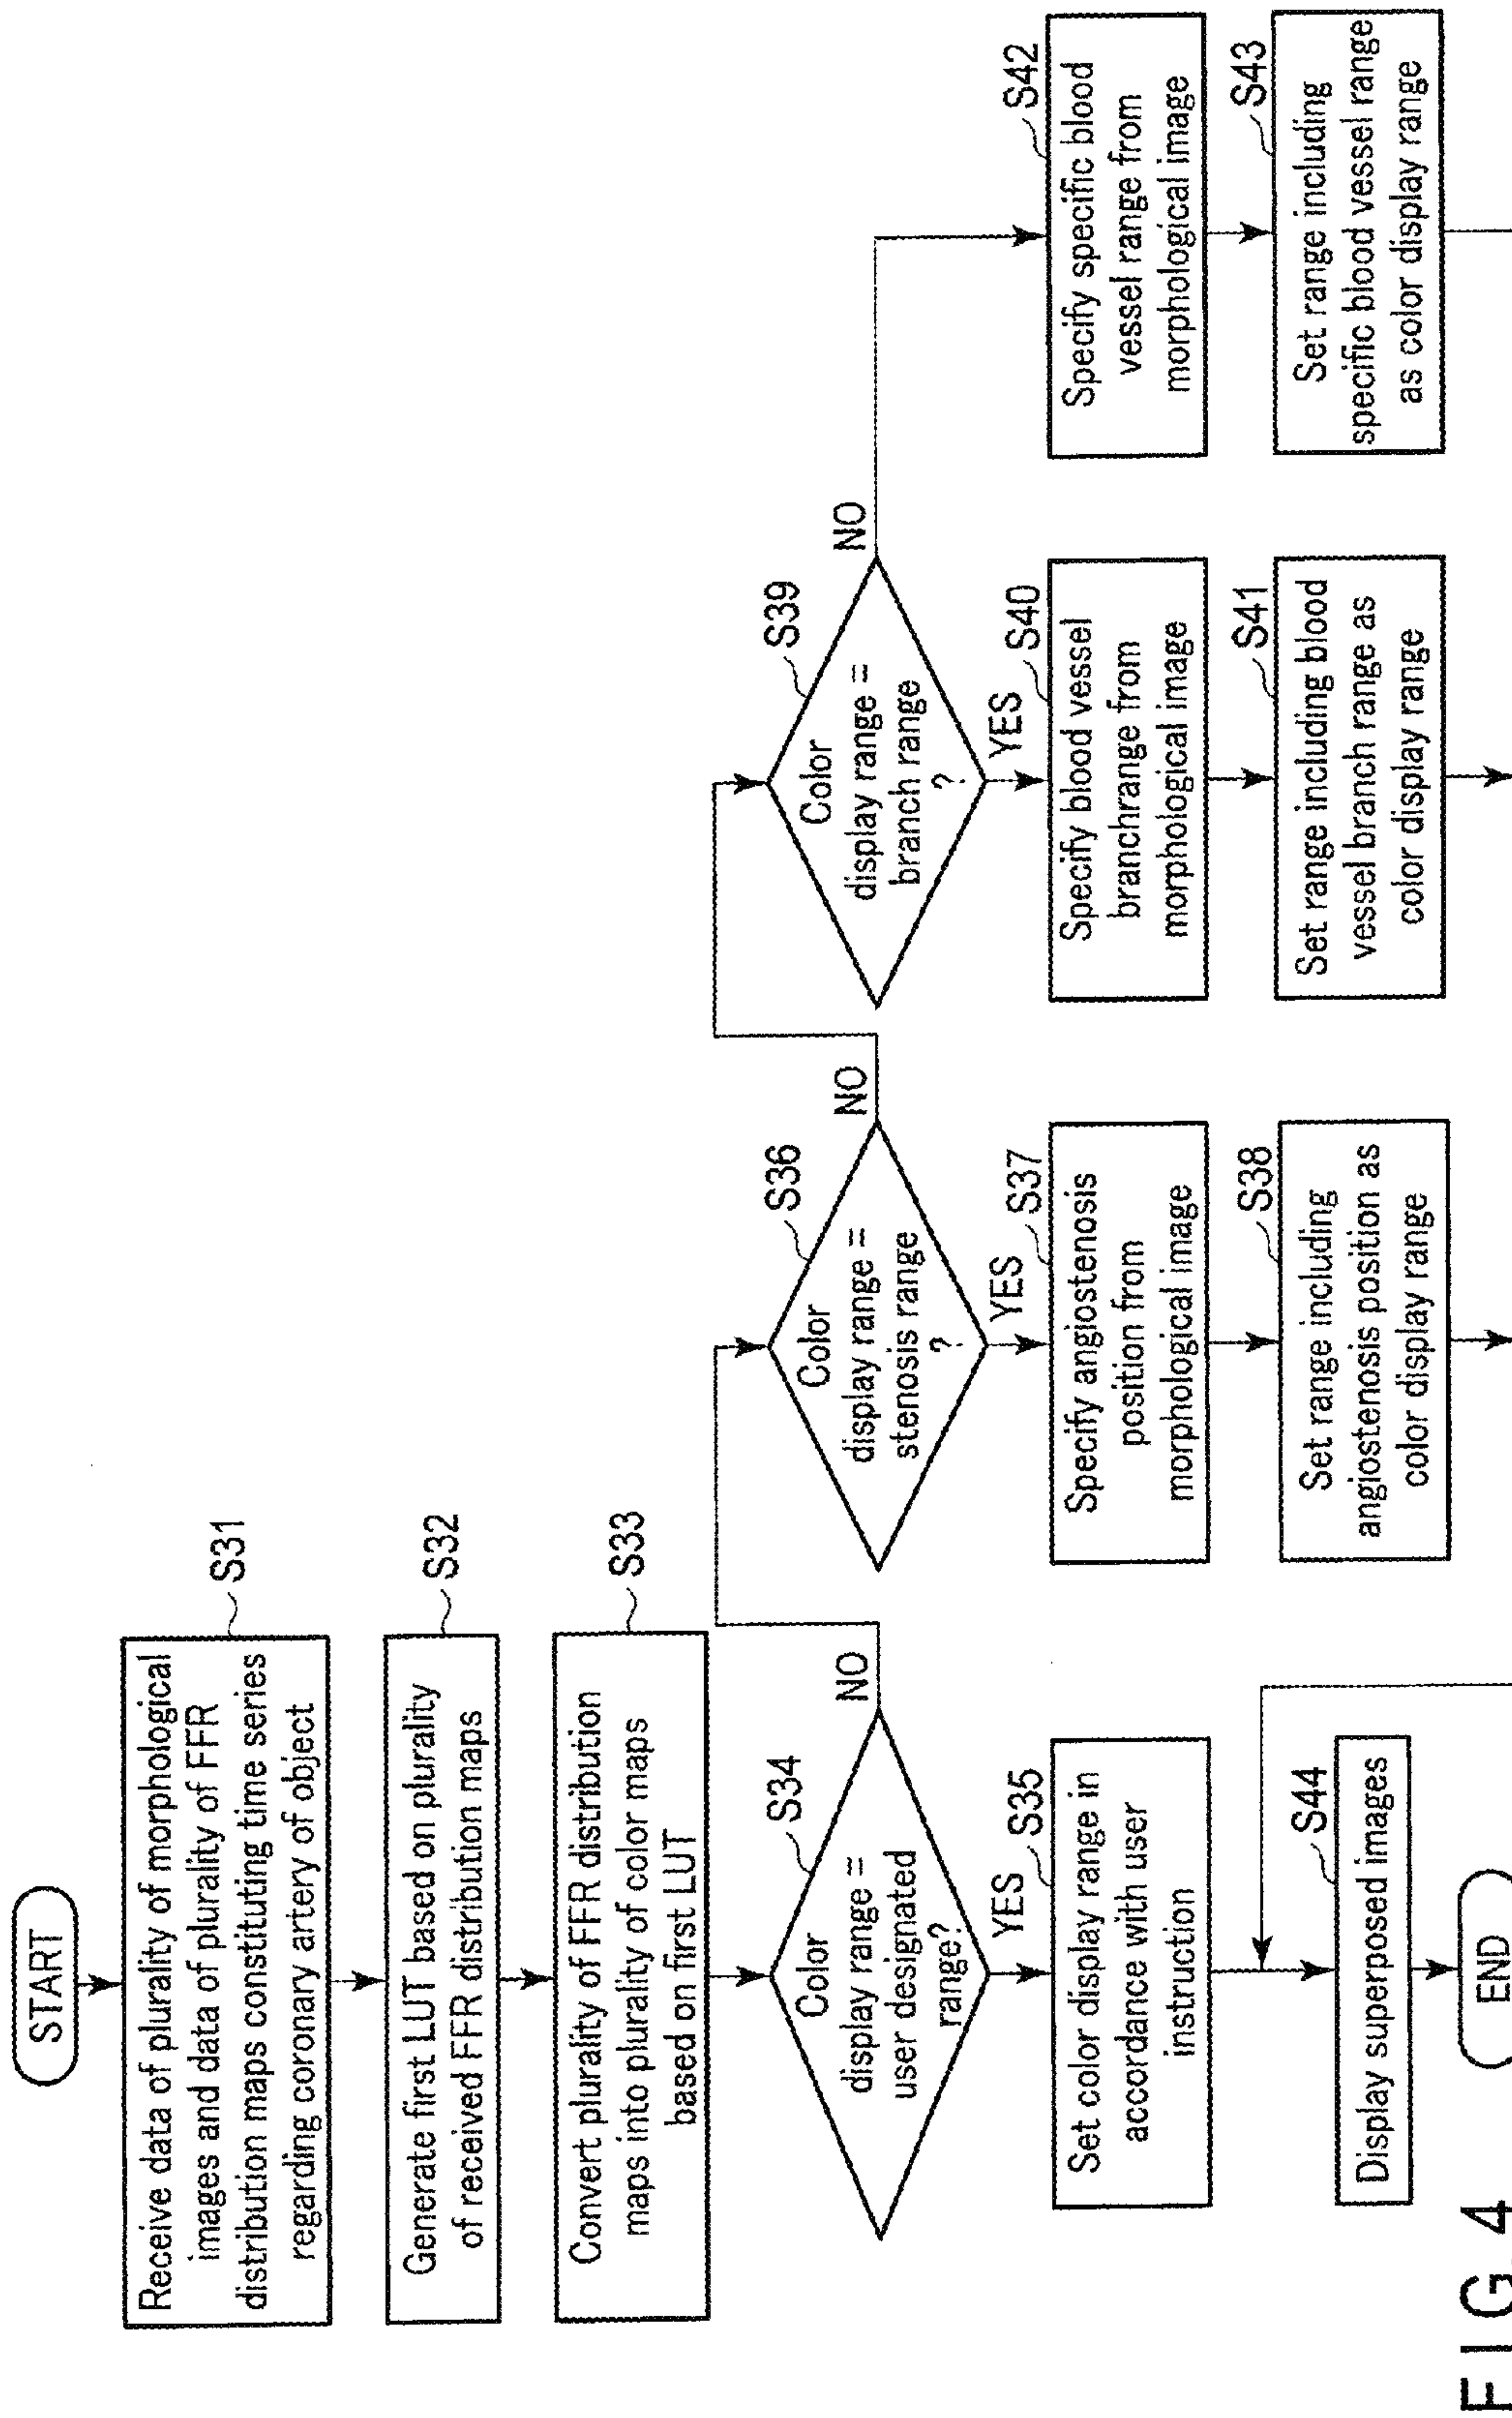 START
Receive data of plurality of morphological
images and data of plurality of FFR
distribution maps constituting time series
regarding coronary artery of object
S31
Generate first LUT based on plurality
of received FFR distribution maps
S32
Convert plurality of FFR distribution
maps into plurality of color maps
based on first LUT
S33
Color
display range =
user designated
range?
S34
NO
YES
Set color display range in
accordance with user
instruction
S35
Color
display range =
stenosis range
?
S36
NO
YES
Specify angiostenosis
position from
morphological image
S37
Set range including
angiostenosis position as
color display range
S38
Color
display range =
branch range
?
S39
NO
YES
Specify blood vessel
branchrange from
morphological image
S40
Set range including blood
vessel branch range as
color display range
S41
Specify specific blood
vessel range from
morphological image
S42
Set range including
specific blood vessel range
as color display range
S43
Display superposed images
S44
END
FIG. 4